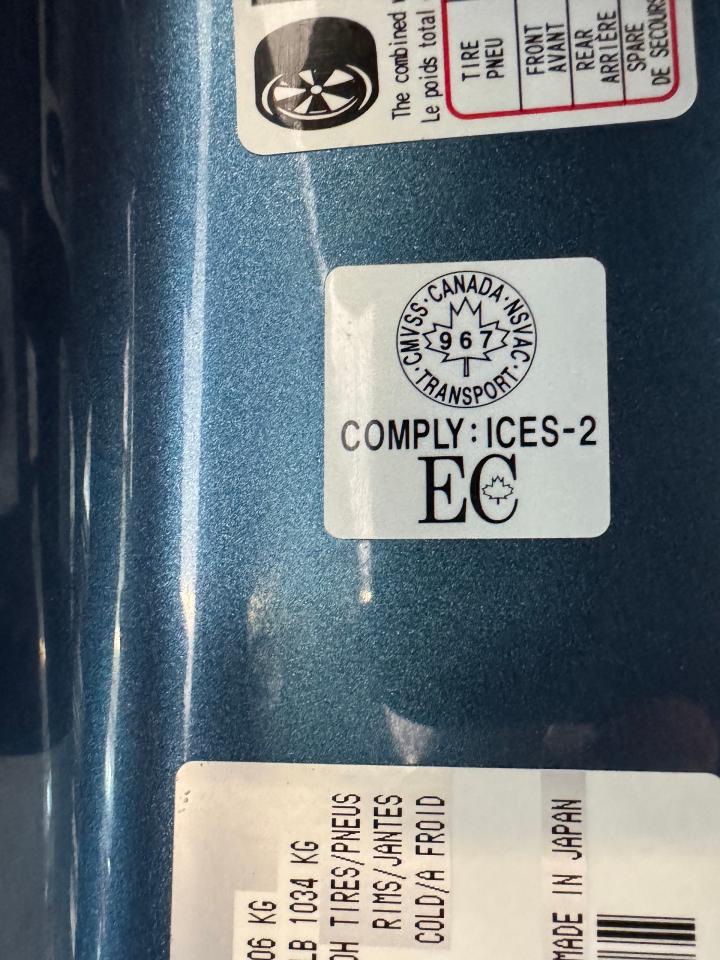 The combined
Le poids total
TIRE
PNEU
FRONT
AVANT
REAR
ARRIÈRE
SPARE
DE SECOURS
CMVSS·CANADA·NSVAC·TRANSPORT·
967
COMPLY:ICES-2
EC
06 KG
LB 1034 KG
TIRES/PNEUS
RIMS/JANTES
COLD/A FROID
MADE IN JAPAN